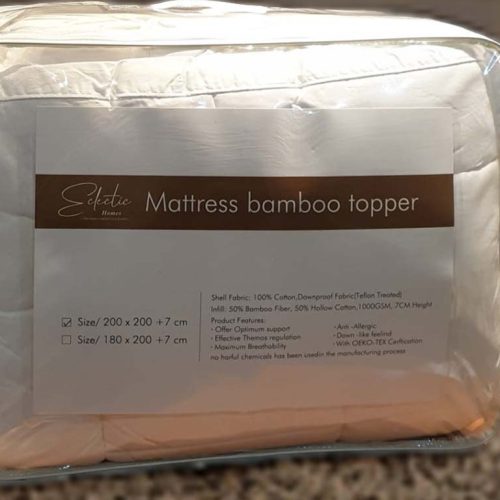 Eclectic
Homes
Mattress bamboo topper
Shell Fabric: 100% Cotton,Downproof Fabric(Teflon Treated)
Infill: 50% Bamboo Fiber, 50% Hollow Cotton,1000GSM, 7CM Height
☑ Size/ 200 x 200 +7 cm
☐ Size/ 180 x 200 +7 cm
Product Features:
· Offer Optimum support
· Effective Themos regulation
· Maximum Breathability
· Anti -Allergic
· Down -like feelind
· With OEKO-TEX Cerfication
no harful chemicals has been usedin the manufacturing process